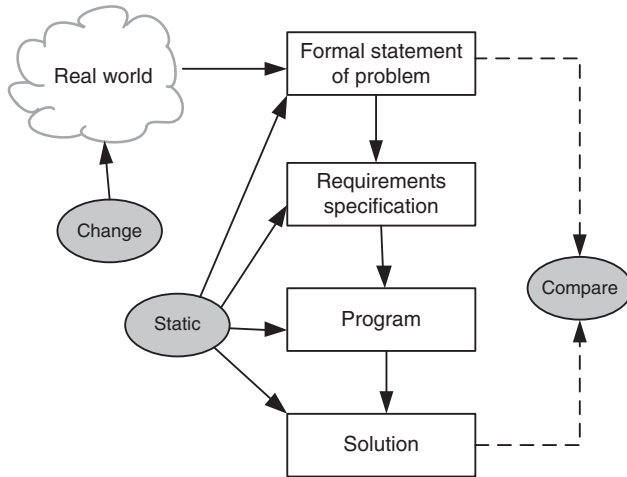 Real world
Formal statement
of problem
Requirements
specification
Change
Compare
Static
Program
Solution